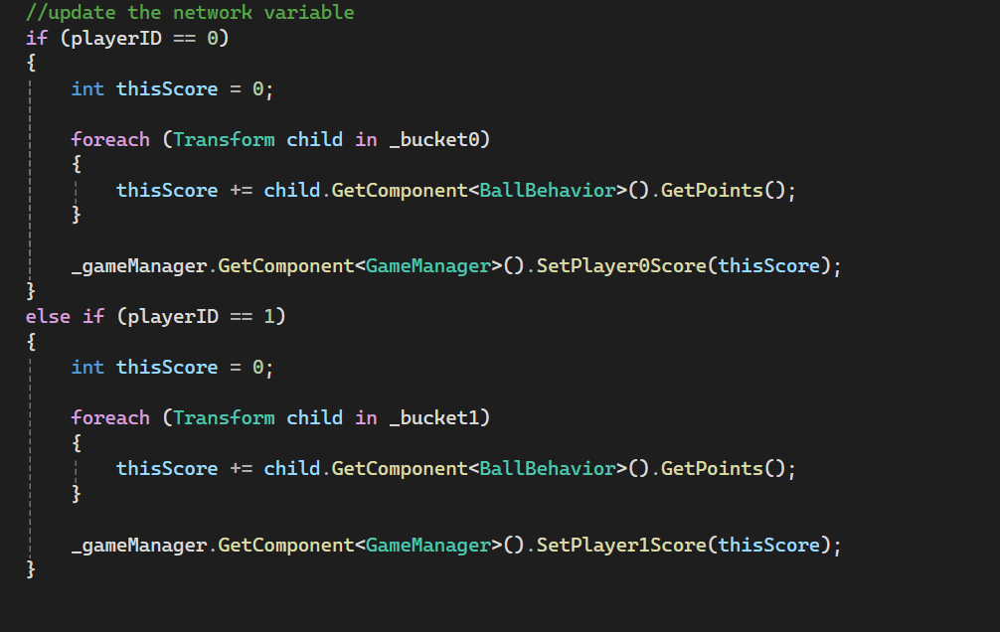 //update the network variable
if (playerID == 0)
{
int thisScore = 0;
foreach (Transform child in _bucket0)
{
thisScore += child.GetComponent<BallBehavior>().GetPoints();
}
_gameManager.GetComponent<GameManager>().SetPlayer0Score(thisScore);
}
else if (playerID == 1)
{
int thisScore = 0;
foreach (Transform child in _bucket1)
{
thisScore += child.GetComponent<BallBehavior>().GetPoints();
}
_gameManager.GetComponent<GameManager>().SetPlayer1Score(thisScore);
}